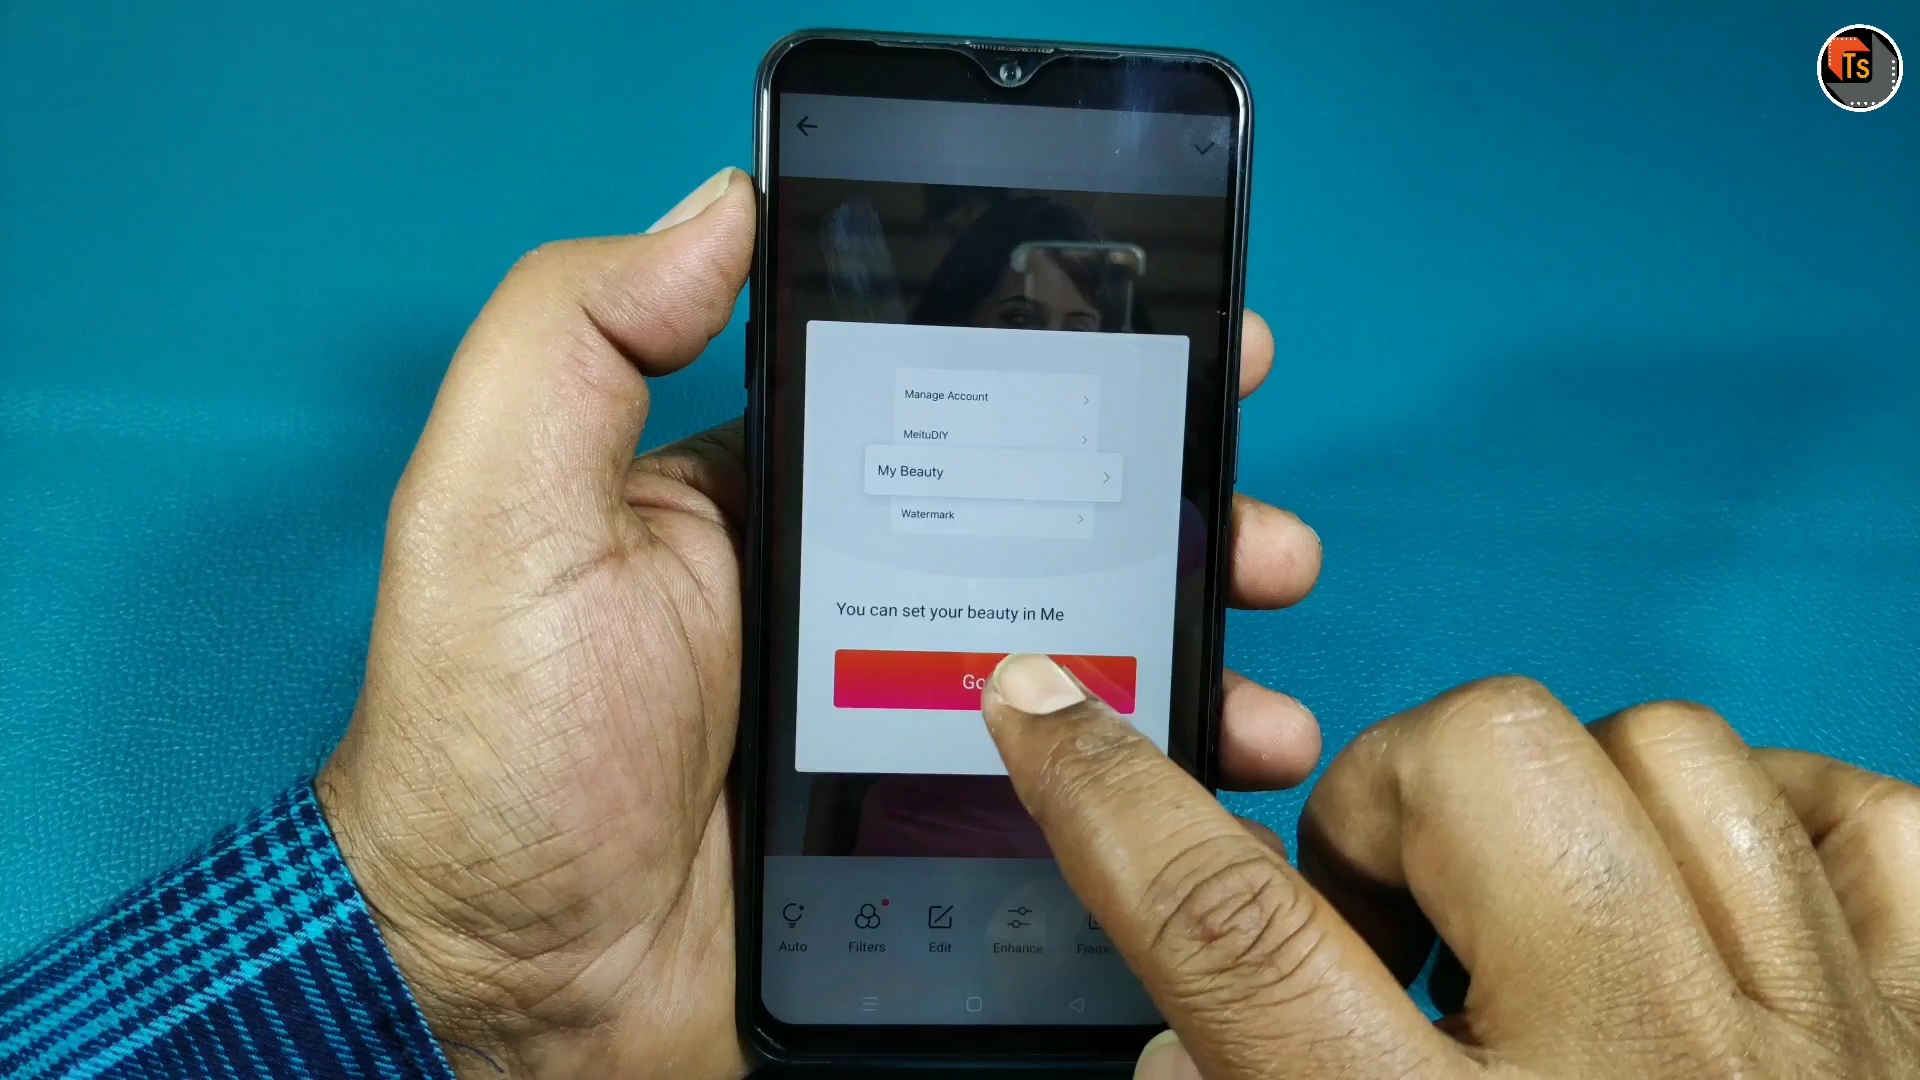 Ts
Manage Account
MeituDIY
My Beauty
Watermark
You can set your beauty in Me
Auto
Filters
Edit
Enhance